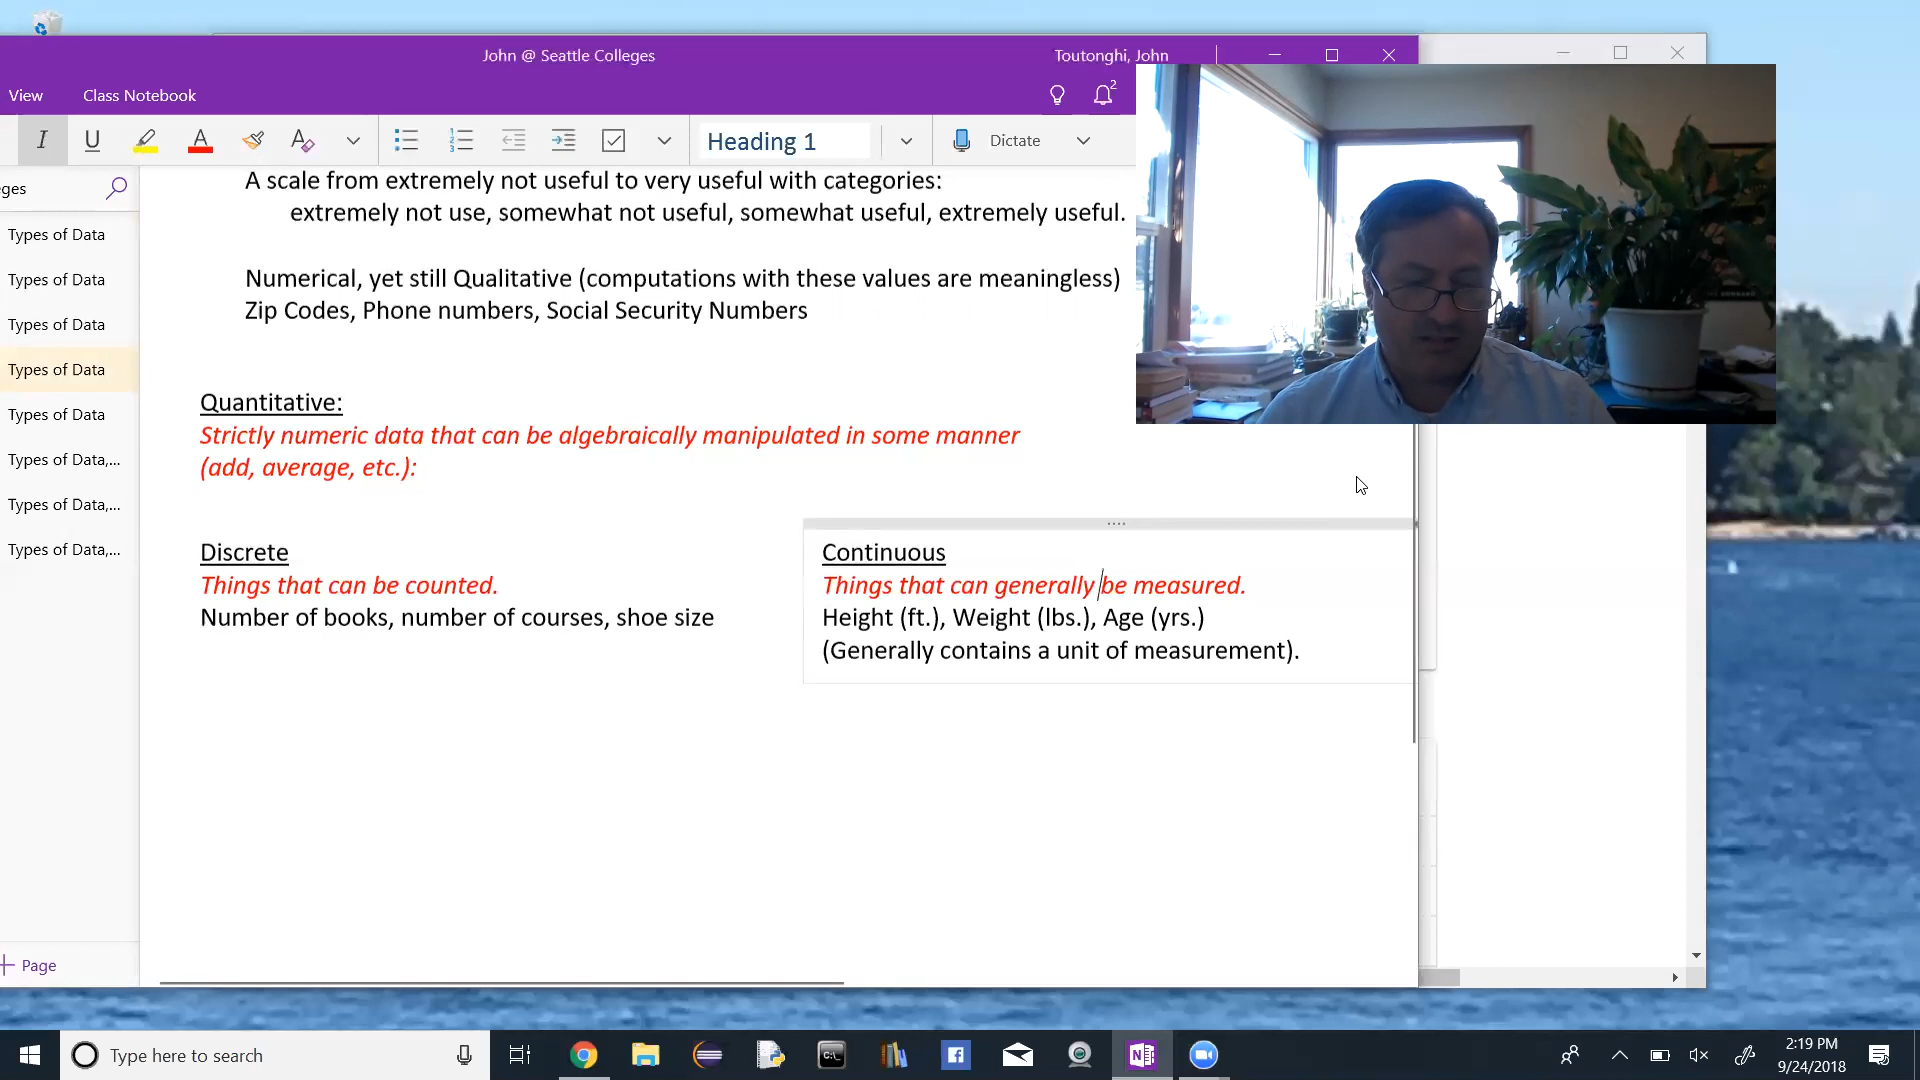 John @ Seattle Colleges
Toutonghi, John
View
Class Notebook
2
I
U
A
A
Heading 1
Dictate
eges
Types of Data
Types of Data
Types of Data
Types of Data
Types of Data
Types of Data,...
Types of Data,...
Types of Data,...
Page
A scale from extremely not useful to very useful with categories:
extremely not use, somewhat not useful, somewhat useful, extremely useful.
Numerical, yet still Qualitative (computations with these values are meaningless)
Zip Codes, Phone numbers, Social Security Numbers
Quantitative:
Strictly numeric data that can be algebraically manipulated in some manner
(add, average, etc.):
Discrete
Things that can be counted.
Number of books, number of courses, shoe size
Continuous
Things that can generally be measured.
Height (ft.), Weight (lbs.), Age (yrs.)
(Generally contains a unit of measurement).
Type here to search
2:19 PM
9/24/2018